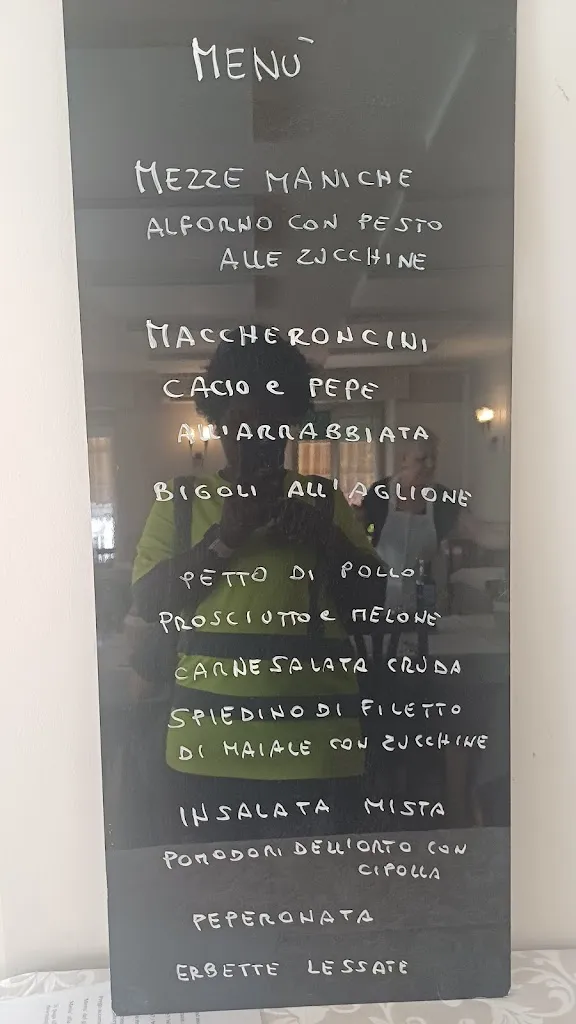 MENÙ
MEZZE MANICHE
ALFORNO CON PESTO
ALLE ZUCCHINE
MACCHERONCINI
CACIO e PEPE
ALL'ARRABBIATA
BIGOLI ALL'AGLIONE
PETTO DI POLLO
PROSCIUTTO e MELONE
CARNE SALATA CRUDA
SPIEDINO DI FILETTO
DI MAIALE CON ZUCCHINE
INSALATA MISTA
POMODORI DELL'ORTO CON
CIPOLLA
PEPERONATA
ERBETTE LESSATE